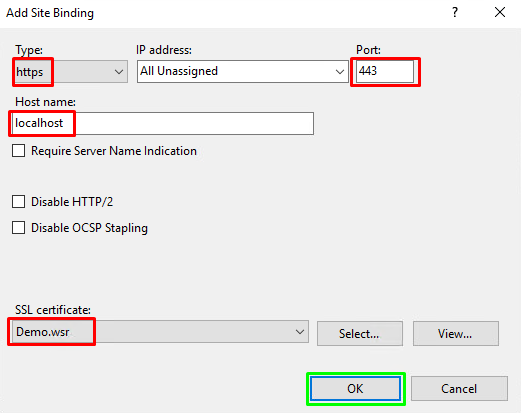 Add Site Binding ? ×
Type: IP address: Port:
https All Unassigned 443
Host name:
localhost
Require Server Name Indication
Disable HTTP/2
Disable OCSP Stapling
SSL certificate:
Demo.wsr Select... View...
OK Cancel